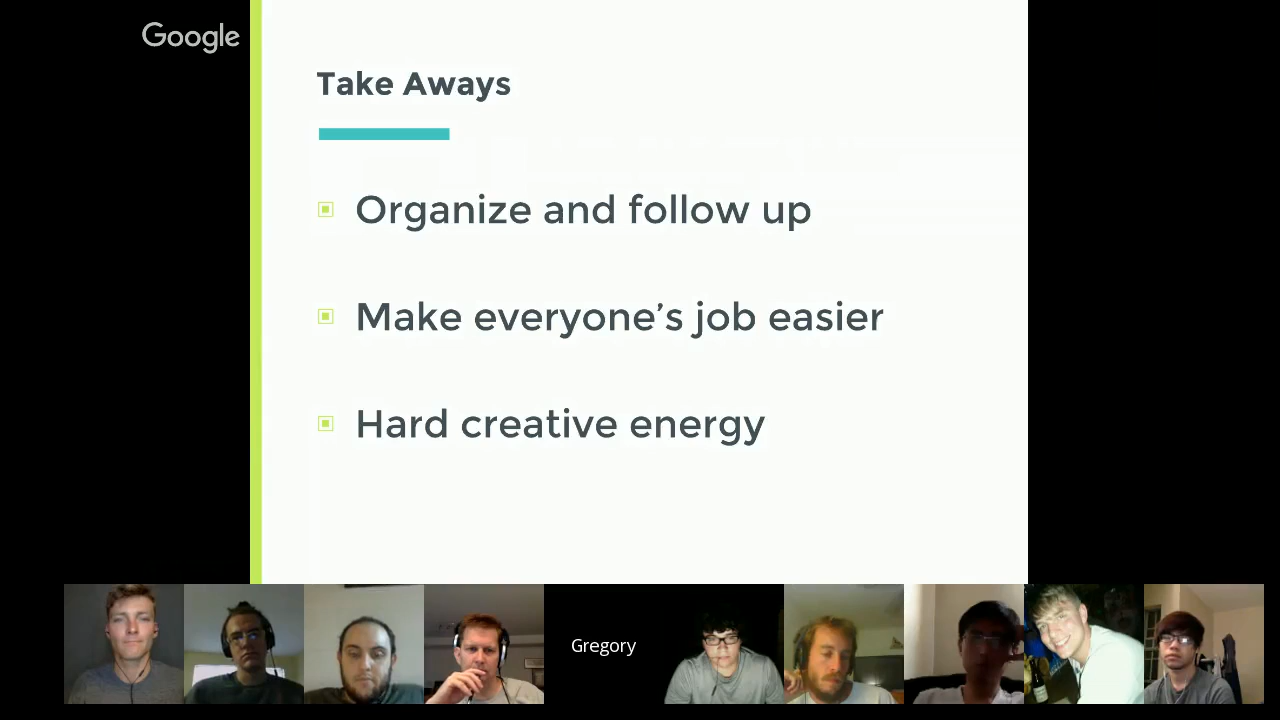 Google
Take Aways
Organize and follow up
Make everyone’s job easier
Hard creative energy
Gregory